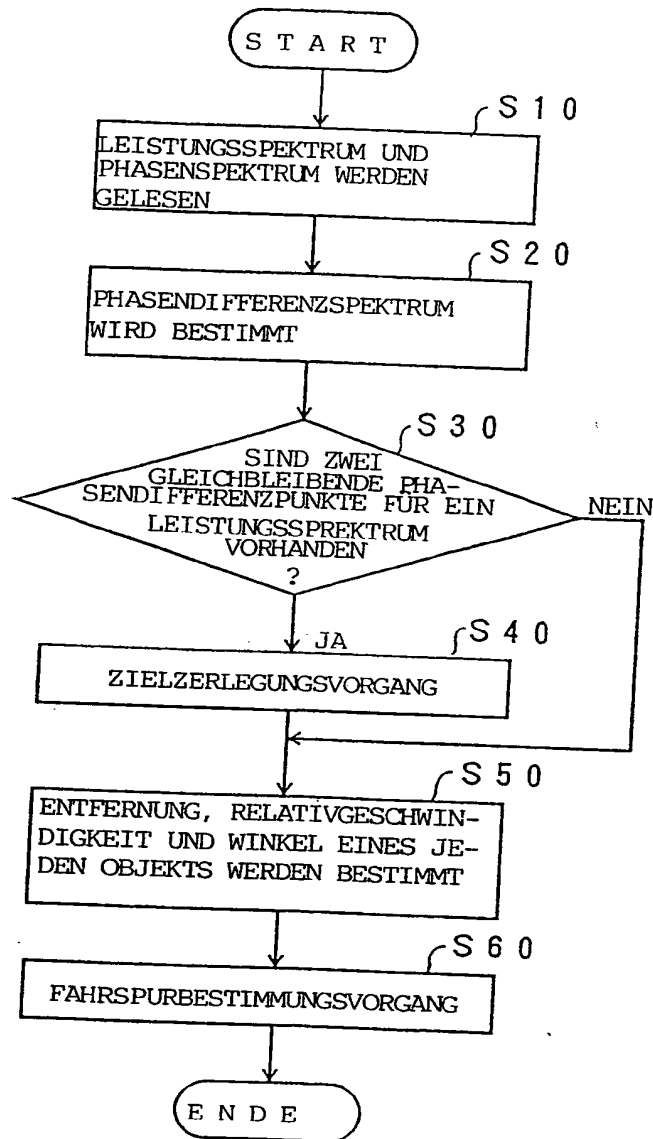 START
S10
LEISTUNGSSPEKTRUM UND
PHASENSPEKTRUM WERDEN
GELESEN
S20
PHASENDIFFERENZSPEKTRUM
WIRD BESTIMMT
S30
SIND ZWEI
GLEICHBLEIBENDE PHA-
SENDIFFERENZPUNKTE FÜR EIN
LEISTUNGSSPREKTRUM
VORHANDEN
?
NEIN
JA
S40
ZIELZERLEGUNGSVORGANG
S50
ENTFERNUNG, RELATIVGESCHWIN-
DIGKEIT UND WINKEL EINES JE-
DEN OBJEKTS WERDEN BESTIMMT
S60
FAHRSPURBESTIMMUNGSVORGANG
ENDE